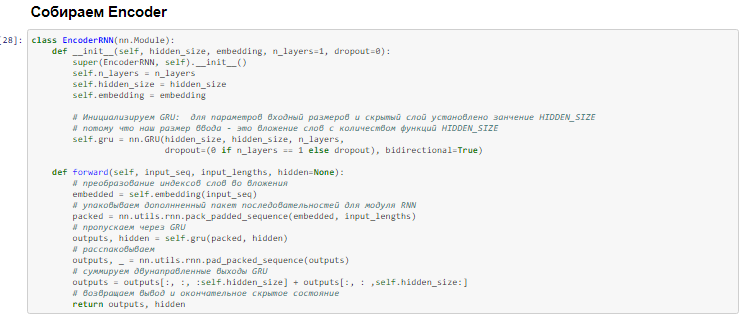 Собираем Encoder
[28]: class EncoderRNN(nn.Module):
    def __init__(self, hidden_size, embedding, n_layers=1, dropout=0):
        super(EncoderRNN, self).__init__()
        self.n_layers = n_layers
        self.hidden_size = hidden_size
        self.embedding = embedding

        # Инициализируем GRU:  для параметров входный размеров и скрытый слой установлено занчение HIDDEN_SIZE
        # потому что наш размер ввода - это вложение слов с количеством функций HIDDEN_SIZE
        self.gru = nn.GRU(hidden_size, hidden_size, n_layers,
                          dropout=(0 if n_layers == 1 else dropout), bidirectional=True)

    def forward(self, input_seq, input_lengths, hidden=None):
        # преобразование индексов слов во вложения
        embedded = self.embedding(input_seq)
        # упаковываем дополнненный пакет последовательностей для модуля RNN
        packed = nn.utils.rnn.pack_padded_sequence(embedded, input_lengths)
        # пропускаем через GRU
        outputs, hidden = self.gru(packed, hidden)
        # расспаковываем
        outputs, _ = nn.utils.rnn.pad_packed_sequence(outputs)
        # суммируем двунаправленные выходы GRU
        outputs = outputs[:, :, :self.hidden_size] + outputs[:, : ,self.hidden_size:]
        # возвращаем вывод и окончательное скрытое состояние
        return outputs, hidden